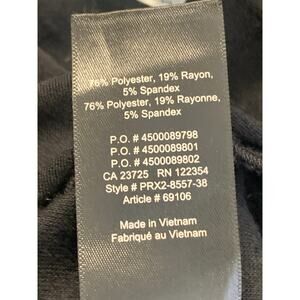 76% Polyester, 19% Rayon,
5% Spandex
76% Polyester, 19% Rayonne,
5% Spandex
P.O. # 4500089798
P.O. # 4500089801
P.O. # 4500089802
CA 23725 RN 122354
Style # PRX2-8557-38
Article # 69106
Made in Vietnam
Fabriqué au Vietnam